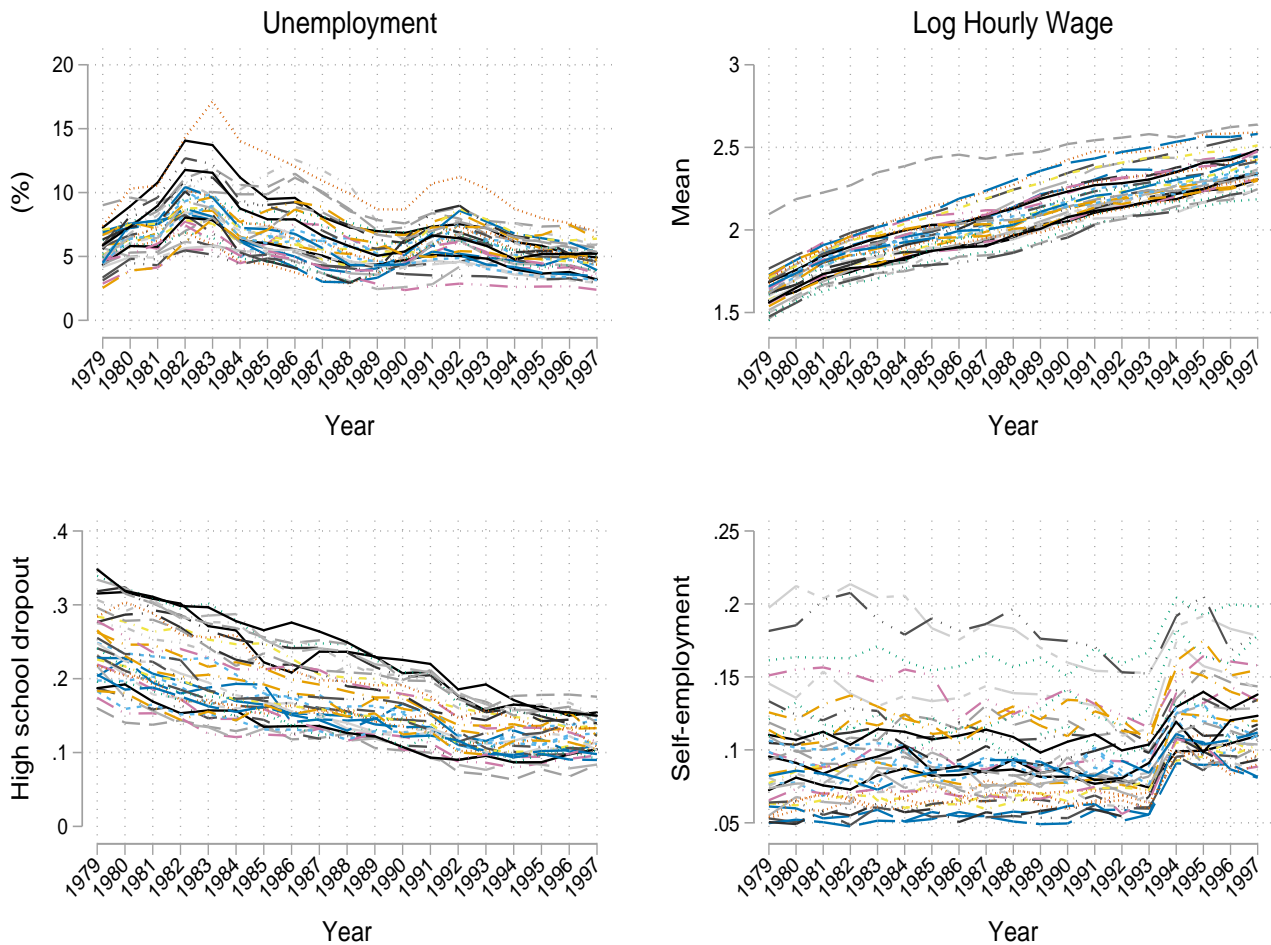 Unemployment
(%)
20
15
10
5
0
1979 1980 1981 1982 1983 1984 1985 1986 1987 1988 1989 1990 1991 1992 1993 1994 1995 1996 1997
Year
Log Hourly Wage
Mean
3
2.5
2
1.5
1979 1980 1981 1982 1983 1984 1985 1986 1987 1988 1989 1990 1991 1992 1993 1994 1995 1996 1997
Year
High school dropout
.4
.3
.2
.1
0
1979 1980 1981 1982 1983 1984 1985 1986 1987 1988 1989 1990 1991 1992 1993 1994 1995 1996 1997
Year
Self-employment
.25
.2
.15
.1
.05
1979 1980 1981 1982 1983 1984 1985 1986 1987 1988 1989 1990 1991 1992 1993 1994 1995 1996 1997
Year